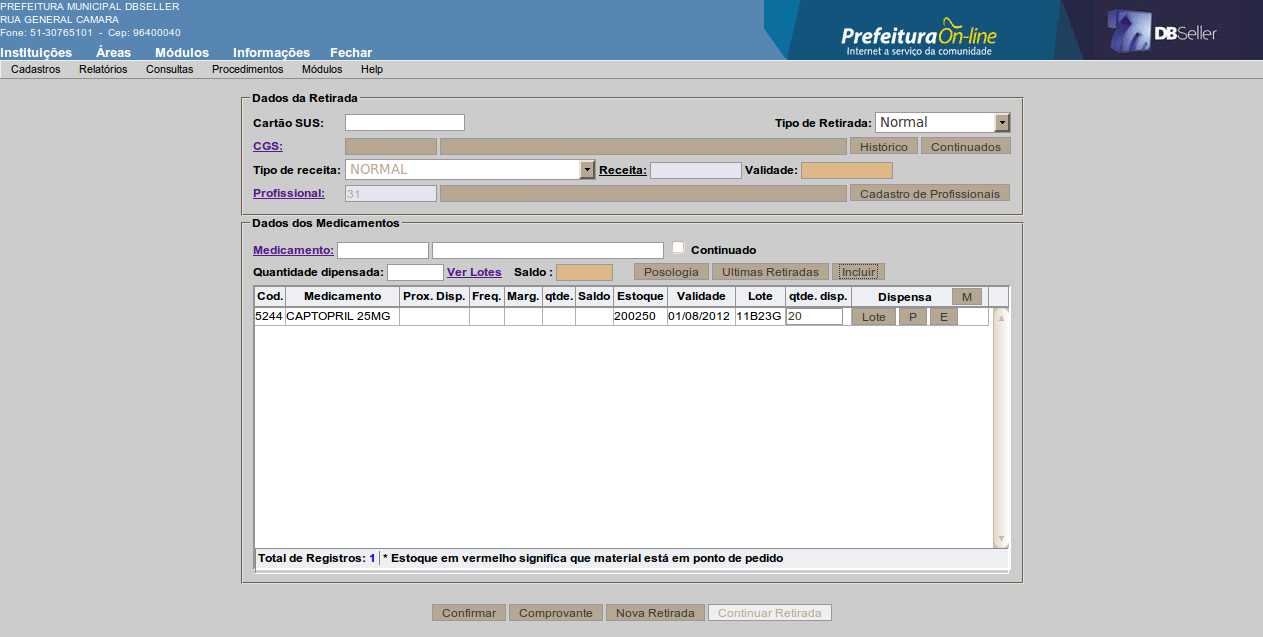 PREFEITURA MUNICIPAL DBSELLER
RUA GENERAL CAMARA
Fone: 51-30765101 - Cep: 96400040
Prefeitura On-line
Internet a serviço da comunidade
DBSeller
Instituições Áreas Módulos Informações Fechar
Cadastros Relatórios Consultas Procedimentos Módulos Help
Dados da Retirada
Cartão SUS: Tipo de Retirada: Normal
CGS: Histórico Continuados
Tipo de receita: NORMAL Receita: Validade:
Profissional: 31 Cadastro de Profissionais
Dados dos Medicamentos
Medicamento: Continuado
Quantidade dipensada: Ver Lotes Saldo : Posologia Ultimas Retiradas Incluir
Cod. Medicamento Prox. Disp. Freq. Marg. qtde. Saldo Estoque Validade Lote qtde. disp. Dispensa M
5244 CAPTOPRIL 25MG 200250 01/08/2012 11B23G 20 Lote P E
Total de Registros: 1 * Estoque em vermelho significa que material está em ponto de pedido
Confirmar Comprovante Nova Retirada Continuar Retirada